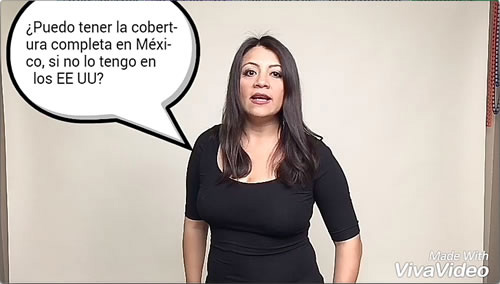 ¿Puedo tener la cobert-
ura completa en Méxi-
co, si no lo tengo en
los EE UU?
Made With
VivaVideo